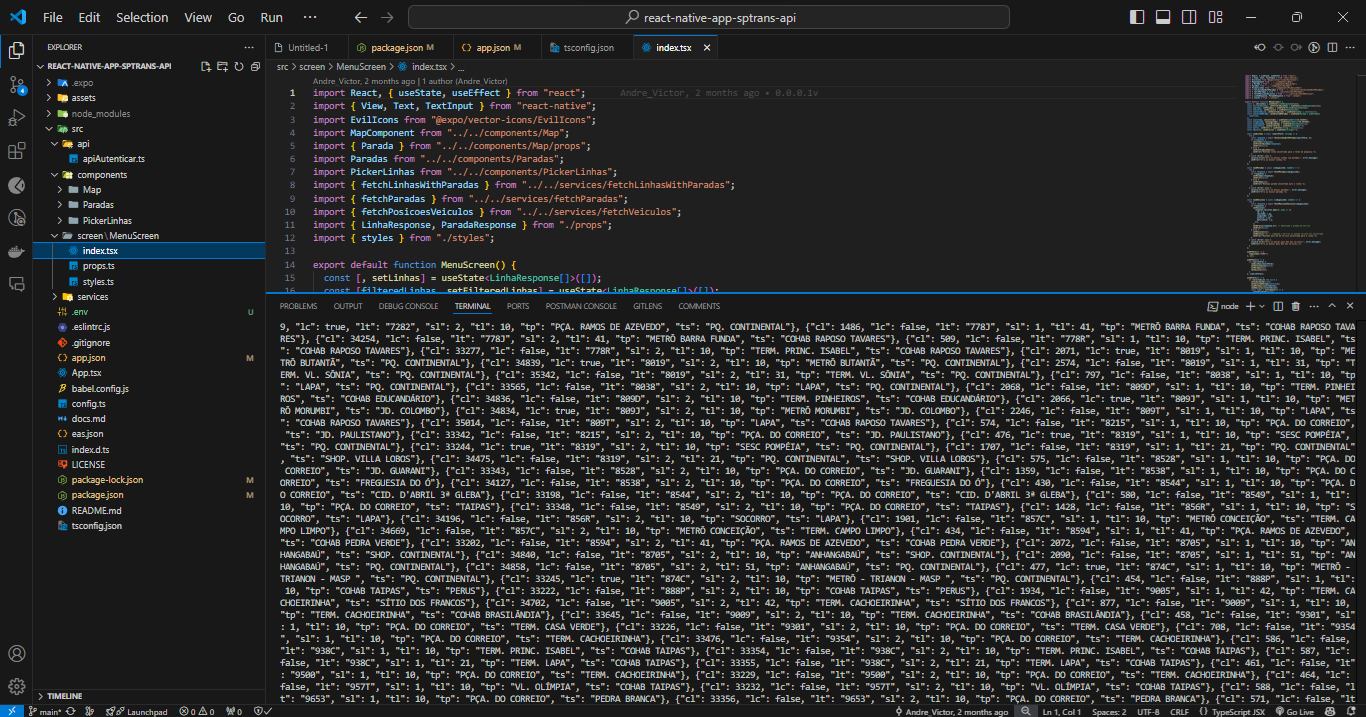 File Edit Selection View Go Run ··· react-native-app-sptrans-api
EXPLORER
REACT-NATIVE-APP-SPTRANS-API
.expo
assets
node_modules
src
api
apiAutenticar.ts
components
Map
Paradas
PickerLinhas
screen \ MenuScreen
index.tsx
props.ts
styles.ts
services
.env U
.eslintrc.js
.gitignore
app.json M
App.tsx
babel.config.js
config.ts
docs.md
eas.json
index.d.ts
LICENSE
package-lock.json M
package.json M
README.md
tsconfig.json
TIMELINE
Untitled-1 package.json M app.json M tsconfig.json index.tsx
src > screen > MenuScreen > index.tsx > ...
Andre_Victor, 2 months ago | 1 author (Andre_Victor)
1 import React, { useState, useEffect } from "react"; Andre_Victor, 2 months ago • 0.0.0.1v
2 import { View, Text, TextInput } from "react-native";
3 import EvilIcons from "@expo/vector-icons/EvilIcons";
4 import MapComponent from "../../components/Map";
5 import { Parada } from "../../components/Map/props";
6 import Paradas from "../../components/Paradas";
7 import PickerLinhas from "../../components/PickerLinhas";
8 import { fetchLinhasWithParadas } from "../../services/fetchLinhasWithParadas";
9 import { fetchParadas } from "../../services/fetchParadas";
10 import { fetchPosicoesVeiculos } from "../../services/fetchVeiculos";
11 import { LinhaResponse, ParadaResponse } from "./props";
12 import { styles } from "./styles";
13
14 export default function MenuScreen() {
15 const [, setLinhas] = useState<LinhaResponse[]>([]);
16 const [filteredLinhas, setFilteredLinhas] = useState<LinhaResponse[]>([]);
PROBLEMS OUTPUT DEBUG CONSOLE TERMINAL PORTS POSTMAN CONSOLE GITLENS COMMENTS node
9, "lc": true, "lt": "7282", "sl": 2, "tl": 10, "tp": "PÇA. RAMOS DE AZEVEDO", "ts": "PQ. CONTINENTAL"}, {"cl": 1486, "lc": false, "lt": "778J", "sl": 1, "tl": 41, "tp": "METRÔ BARRA FUNDA", "ts": "COHAB RAPOSO TAVA
RES"}, {"cl": 34254, "lc": false, "lt": "778J", "sl": 2, "tl": 41, "tp": "METRÔ BARRA FUNDA", "ts": "COHAB RAPOSO TAVARES"}, {"cl": 509, "lc": false, "lt": "778R", "sl": 1, "tl": 10, "tp": "TERM. PRINC. ISABEL", "ts
": "COHAB RAPOSO TAVARES"}, {"cl": 33277, "lc": false, "lt": "778R", "sl": 2, "tl": 10, "tp": "TERM. PRINC. ISABEL", "ts": "COHAB RAPOSO TAVARES"}, {"cl": 2071, "lc": true, "lt": "8019", "sl": 1, "tl": 10, "tp": "ME
TRÔ BUTANTÃ", "ts": "PQ. CONTINENTAL"}, {"cl": 34839, "lc": true, "lt": "8019", "sl": 2, "tl": 10, "tp": "METRÔ BUTANTÃ", "ts": "PQ. CONTINENTAL"}, {"cl": 2574, "lc": false, "lt": "8019", "sl": 1, "tl": 31, "tp": "T
ERM. VL. SÔNIA", "ts": "PQ. CONTINENTAL"}, {"cl": 35342, "lc": false, "lt": "8019", "sl": 2, "tl": 31, "tp": "TERM. VL. SÔNIA", "ts": "PQ. CONTINENTAL"}, {"cl": 797, "lc": false, "lt": "8038", "sl": 1, "tl": 10, "tp
": "LAPA", "ts": "PQ. CONTINENTAL"}, {"cl": 33565, "lc": false, "lt": "8038", "sl": 2, "tl": 10, "tp": "LAPA", "ts": "PQ. CONTINENTAL"}, {"cl": 2068, "lc": false, "lt": "809D", "sl": 1, "tl": 10, "tp": "TERM. PINHEI
ROS", "ts": "COHAB EDUCANDÁRIO"}, {"cl": 34836, "lc": false, "lt": "809D", "sl": 2, "tl": 10, "tp": "TERM. PINHEIROS", "ts": "COHAB EDUCANDÁRIO"}, {"cl": 2066, "lc": true, "lt": "809J", "sl": 1, "tl": 10, "tp": "MET
RÔ MORUMBI", "ts": "JD. COLOMBO"}, {"cl": 34834, "lc": true, "lt": "809J", "sl": 2, "tl": 10, "tp": "METRÔ MORUMBI", "ts": "JD. COLOMBO"}, {"cl": 2246, "lc": false, "lt": "809T", "sl": 1, "tl": 10, "tp": "LAPA", "ts
": "COHAB RAPOSO TAVARES"}, {"cl": 35014, "lc": false, "lt": "809T", "sl": 2, "tl": 10, "tp": "LAPA", "ts": "COHAB RAPOSO TAVARES"}, {"cl": 574, "lc": false, "lt": "8215", "sl": 1, "tl": 10, "tp": "PÇA. DO CORREIO",
"ts": "JD. PAULISTANO"}, {"cl": 33342, "lc": false, "lt": "8215", "sl": 2, "tl": 10, "tp": "PÇA. DO CORREIO", "ts": "JD. PAULISTANO"}, {"cl": 476, "lc": true, "lt": "8319", "sl": 1, "tl": 10, "tp": "SESC POMPÉIA",
"ts": "PQ. CONTINENTAL"}, {"cl": 33244, "lc": true, "lt": "8319", "sl": 2, "tl": 10, "tp": "SESC POMPÉIA", "ts": "PQ. CONTINENTAL"}, {"cl": 1707, "lc": false, "lt": "8319", "sl": 1, "tl": 21, "tp": "PQ. CONTINENTAL"
, "ts": "SHOP. VILLA LOBOS"}, {"cl": 34475, "lc": false, "lt": "8319", "sl": 2, "tl": 21, "tp": "PQ. CONTINENTAL", "ts": "SHOP. VILLA LOBOS"}, {"cl": 575, "lc": false, "lt": "8528", "sl": 1, "tl": 10, "tp": "PÇA. DO
CORREIO", "ts": "JD. GUARANI"}, {"cl": 33343, "lc": false, "lt": "8528", "sl": 2, "tl": 10, "tp": "PÇA. DO CORREIO", "ts": "JD. GUARANI"}, {"cl": 1359, "lc": false, "lt": "8538", "sl": 1, "tl": 10, "tp": "PÇA. DO C
ORREIO", "ts": "FREGUESIA DO Ó"}, {"cl": 34127, "lc": false, "lt": "8538", "sl": 2, "tl": 10, "tp": "PÇA. DO CORREIO", "ts": "FREGUESIA DO Ó"}, {"cl": 430, "lc": false, "lt": "8544", "sl": 1, "tl": 10, "tp": "PÇA. D
O CORREIO", "ts": "CID. D'ABRIL 3ª GLEBA"}, {"cl": 33198, "lc": false, "lt": "8544", "sl": 2, "tl": 10, "tp": "PÇA. DO CORREIO", "ts": "CID. D'ABRIL 3ª GLEBA"}, {"cl": 580, "lc": false, "lt": "8549", "sl": 1, "tl":
10, "tp": "PÇA. DO CORREIO", "ts": "TAIPAS"}, {"cl": 33348, "lc": false, "lt": "8549", "sl": 2, "tl": 10, "tp": "PÇA. DO CORREIO", "ts": "TAIPAS"}, {"cl": 1428, "lc": false, "lt": "856R", "sl": 1, "tl": 10, "tp": "S
OCORRO", "ts": "LAPA"}, {"cl": 34196, "lc": false, "lt": "856R", "sl": 2, "tl": 10, "tp": "SOCORRO", "ts": "LAPA"}, {"cl": 1901, "lc": false, "lt": "857C", "sl": 1, "tl": 10, "tp": "METRÔ CONCEIÇÃO", "ts": "TERM. CA
MPO LIMPO"}, {"cl": 34669, "lc": false, "lt": "857C", "sl": 2, "tl": 10, "tp": "METRÔ CONCEIÇÃO", "ts": "TERM. CAMPO LIMPO"}, {"cl": 434, "lc": false, "lt": "8594", "sl": 1, "tl": 41, "tp": "PÇA. RAMOS DE AZEVEDO",
"ts": "COHAB PEDRA VERDE"}, {"cl": 33202, "lc": false, "lt": "8594", "sl": 2, "tl": 41, "tp": "PÇA. RAMOS DE AZEVEDO", "ts": "COHAB PEDRA VERDE"}, {"cl": 2072, "lc": false, "lt": "8705", "sl": 1, "tl": 10, "tp": "AN
HANGABAÚ", "ts": "SHOP. CONTINENTAL"}, {"cl": 34840, "lc": false, "lt": "8705", "sl": 2, "tl": 10, "tp": "ANHANGABAÚ", "ts": "SHOP. CONTINENTAL"}, {"cl": 2090, "lc": false, "lt": "8705", "sl": 1, "tl": 51, "tp": "AN
HANGABAÚ", "ts": "PQ. CONTINENTAL"}, {"cl": 34858, "lc": false, "lt": "8705", "sl": 2, "tl": 51, "tp": "ANHANGABAÚ", "ts": "PQ. CONTINENTAL"}, {"cl": 477, "lc": true, "lt": "874C", "sl": 1, "tl": 10, "tp": "METRÔ -
TRIANON - MASP ", "ts": "PQ. CONTINENTAL"}, {"cl": 33245, "lc": true, "lt": "874C", "sl": 2, "tl": 10, "tp": "METRÔ - TRIANON - MASP ", "ts": "PQ. CONTINENTAL"}, {"cl": 454, "lc": false, "lt": "888P", "sl": 1, "tl":
10, "tp": "COHAB TAIPAS", "ts": "PERUS"}, {"cl": 33222, "lc": false, "lt": "888P", "sl": 2, "tl": 10, "tp": "COHAB TAIPAS", "ts": "PERUS"}, {"cl": 1934, "lc": false, "lt": "9005", "sl": 1, "tl": 42, "tp": "TERM. CA
CHOEIRINHA", "ts": "SÍTIO DOS FRANCOS"}, {"cl": 34702, "lc": false, "lt": "9005", "sl": 2, "tl": 42, "tp": "TERM. CACHOEIRINHA", "ts": "SÍTIO DOS FRANCOS"}, {"cl": 877, "lc": false, "lt": "9009", "sl": 1, "tl": 10,
"tp": "TERM. CACHOEIRINHA", "ts": "COHAB BRASILÂNDIA"}, {"cl": 33645, "lc": false, "lt": "9009", "sl": 2, "tl": 10, "tp": "TERM. CACHOEIRINHA", "ts": "COHAB BRASILÂNDIA"}, {"cl": 458, "lc": false, "lt": "9301", "sl"
: 1, "tl": 10, "tp": "PÇA. DO CORREIO", "ts": "TERM. CASA VERDE"}, {"cl": 33226, "lc": false, "lt": "9301", "sl": 2, "tl": 10, "tp": "PÇA. DO CORREIO", "ts": "TERM. CASA VERDE"}, {"cl": 708, "lc": false, "lt": "9354
", "sl": 1, "tl": 10, "tp": "PÇA. DO CORREIO", "ts": "TERM. CACHOEIRINHA"}, {"cl": 33476, "lc": false, "lt": "9354", "sl": 2, "tl": 10, "tp": "PÇA. DO CORREIO", "ts": "TERM. CACHOEIRINHA"}, {"cl": 586, "lc": false,
"lt": "938C", "sl": 1, "tl": 10, "tp": "TERM. PRINC. ISABEL", "ts": "COHAB TAIPAS"}, {"cl": 33354, "lc": false, "lt": "938C", "sl": 2, "tl": 10, "tp": "TERM. PRINC. ISABEL", "ts": "COHAB TAIPAS"}, {"cl": 587, "lc":
false, "lt": "938C", "sl": 1, "tl": 21, "tp": "TERM. LAPA", "ts": "COHAB TAIPAS"}, {"cl": 33355, "lc": false, "lt": "938C", "sl": 2, "tl": 21, "tp": "TERM. LAPA", "ts": "COHAB TAIPAS"}, {"cl": 461, "lc": false, "lt"
: "9500", "sl": 1, "tl": 10, "tp": "PÇA. DO CORREIO", "ts": "TERM. CACHOEIRINHA"}, {"cl": 33229, "lc": false, "lt": "9500", "sl": 2, "tl": 10, "tp": "PÇA. DO CORREIO", "ts": "TERM. CACHOEIRINHA"}, {"cl": 464, "lc":
false, "lt": "957T", "sl": 1, "tl": 10, "tp": "VL. OLÍMPIA", "ts": "COHAB TAIPAS"}, {"cl": 33232, "lc": false, "lt": "957T", "sl": 2, "tl": 10, "tp": "VL. OLÍMPIA", "ts": "COHAB TAIPAS"}, {"cl": 588, "lc": false, "l
t": "9653", "sl": 1, "tl": 10, "tp": "PÇA. DO CORREIO", "ts": "PEDRA BRANCA"}, {"cl": 33356, "lc": false, "lt": "9653", "sl": 2, "tl": 10, "tp": "PÇA. DO CORREIO", "ts": "PEDRA BRANCA"}, {"cl": 571, "lc": false, "lt
main* Launchpad 0 0 0 Andre_Victor, 2 months ago Ln 1, Col 1 Spaces: 2 UTF-8 CRLF TypeScript JSX Go Live